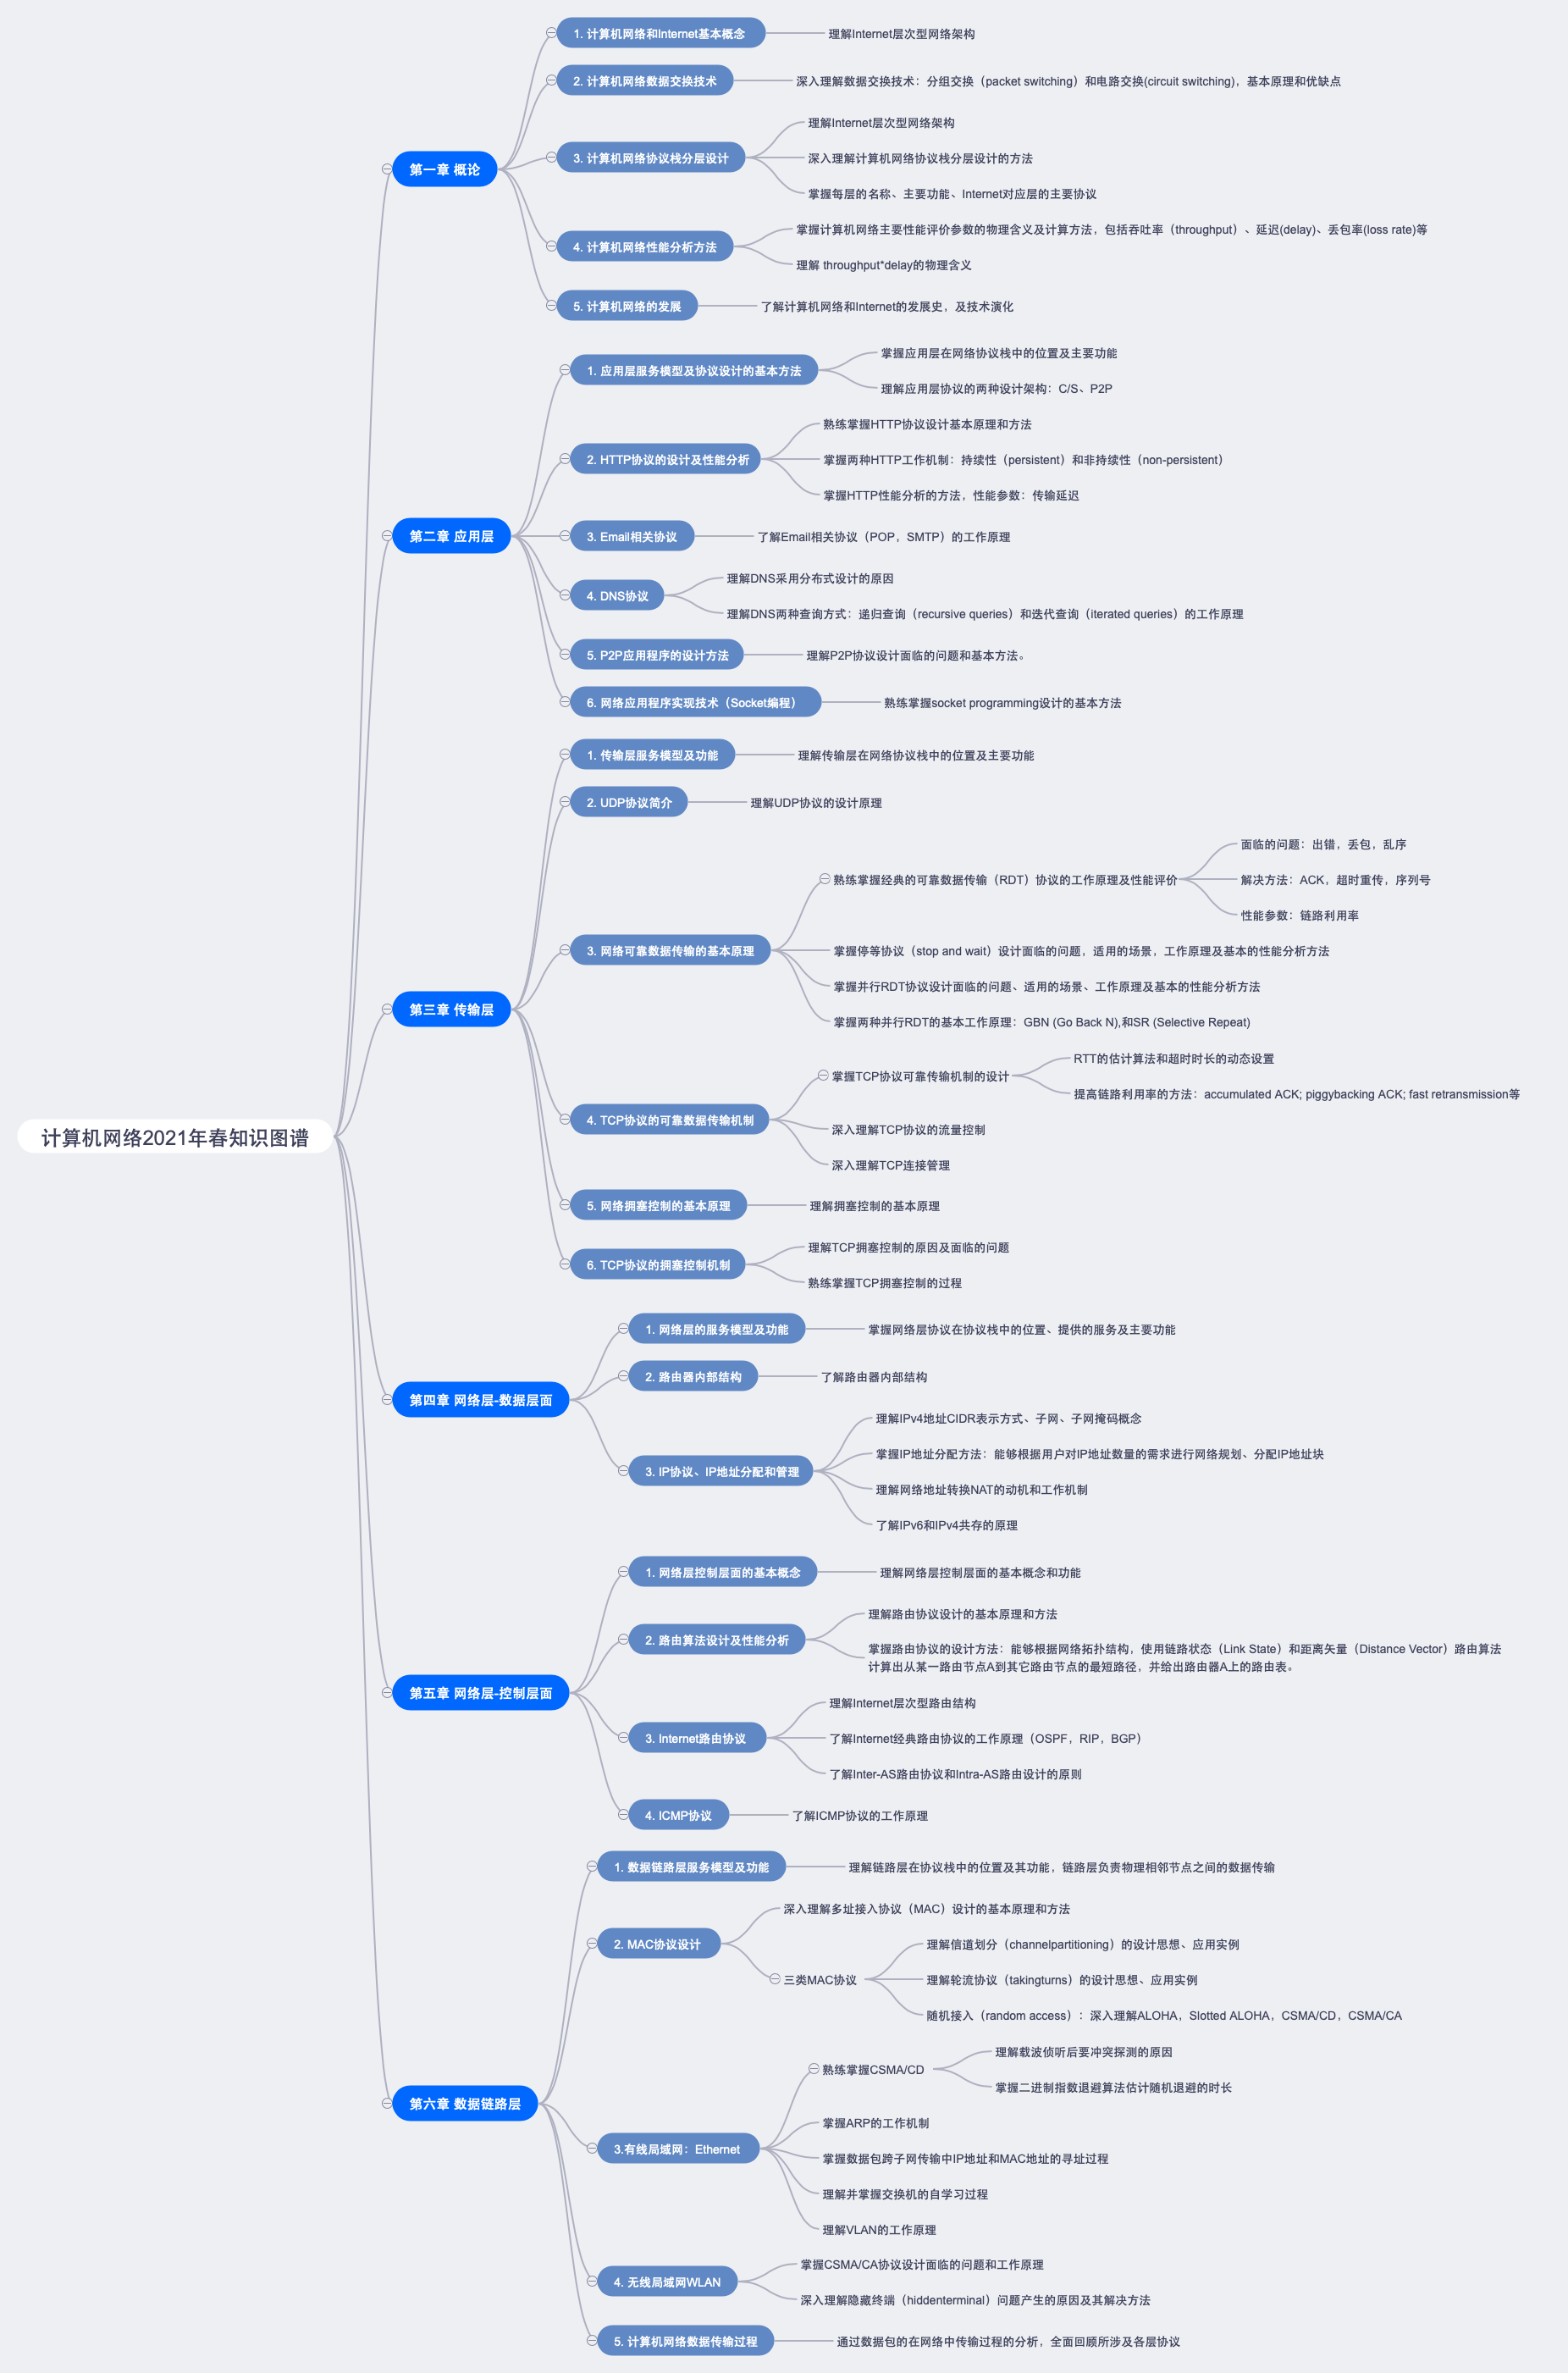 计算机网络2021年春知识图谱
第一章 概论
1. 计算机网络和Internet基本概念
理解Internet层次型网络架构
2. 计算机网络数据交换技术
深入理解数据交换技术：分组交换（packet switching）和电路交换(circuit switching)，基本原理和优缺点
3. 计算机网络协议栈分层设计
理解Internet层次型网络架构
深入理解计算机网络协议栈分层设计的方法
掌握每层的名称、主要功能、Internet对应层的主要协议
4. 计算机网络性能分析方法
掌握计算机网络主要性能评价参数的物理含义及计算方法，包括吞吐率（throughput）、延迟(delay)、丢包率(loss rate)等
理解 throughput*delay的物理含义
5. 计算机网络的发展
了解计算机网络和Internet的发展史，及技术演化
第二章 应用层
1. 应用层服务模型及协议设计的基本方法
掌握应用层在网络协议栈中的位置及主要功能
理解应用层协议的两种设计架构：C/S、P2P
2. HTTP协议的设计及性能分析
熟练掌握HTTP协议设计基本原理和方法
掌握两种HTTP工作机制：持续性（persistent）和非持续性（non-persistent）
掌握HTTP性能分析的方法，性能参数：传输延迟
3. Email相关协议
了解Email相关协议（POP，SMTP）的工作原理
4. DNS协议
理解DNS采用分布式设计的原因
理解DNS两种查询方式：递归查询（recursive queries）和迭代查询（iterated queries）的工作原理
5. P2P应用程序的设计方法
理解P2P协议设计面临的问题和基本方法。
6. 网络应用程序实现技术（Socket编程）
熟练掌握socket programming设计的基本方法
第三章 传输层
1. 传输层服务模型及功能
理解传输层在网络协议栈中的位置及主要功能
2. UDP协议简介
理解UDP协议的设计原理
3. 网络可靠数据传输的基本原理
熟练掌握经典的可靠数据传输（RDT）协议的工作原理及性能评价
面临的问题：出错，丢包，乱序
解决方法：ACK，超时重传，序列号
性能参数：链路利用率
掌握停等协议（stop and wait）设计面临的问题，适用的场景，工作原理及基本的性能分析方法
掌握并行RDT协议设计面临的问题、适用的场景、工作原理及基本的性能分析方法
掌握两种并行RDT的基本工作原理：GBN (Go Back N),和SR (Selective Repeat)
4. TCP协议的可靠数据传输机制
掌握TCP协议可靠传输机制的设计
RTT的估计算法和超时时长的动态设置
提高链路利用率的方法：accumulated ACK; piggybacking ACK; fast retransmission等
深入理解TCP协议的流量控制
深入理解TCP连接管理
5. 网络拥塞控制的基本原理
理解拥塞控制的基本原理
6. TCP协议的拥塞控制机制
理解TCP拥塞控制的原因及面临的问题
熟练掌握TCP拥塞控制的过程
第四章 网络层-数据层面
1. 网络层的服务模型及功能
掌握网络层协议在协议栈中的位置、提供的服务及主要功能
2. 路由器内部结构
了解路由器内部结构
3. IP协议、IP地址分配和管理
理解IPv4地址CIDR表示方式、子网、子网掩码概念
掌握IP地址分配方法：能够根据用户对IP地址数量的需求进行网络规划、分配IP地址块
理解网络地址转换NAT的动机和工作机制
了解IPv6和IPv4共存的原理
第五章 网络层-控制层面
1. 网络层控制层面的基本概念
理解网络层控制层面的基本概念和功能
2. 路由算法设计及性能分析
理解路由协议设计的基本原理和方法
掌握路由协议的设计方法：能够根据网络拓扑结构，使用链路状态（Link State）和距离矢量（Distance Vector）路由算法
计算出从某一路由节点A到其它路由节点的最短路径，并给出路由器A上的路由表。
3. Internet路由协议
理解Internet层次型路由结构
了解Internet经典路由协议的工作原理（OSPF，RIP，BGP）
了解Inter-AS路由协议和Intra-AS路由设计的原则
4. ICMP协议
了解ICMP协议的工作原理
第六章 数据链路层
1. 数据链路层服务模型及功能
理解链路层在协议栈中的位置及其功能，链路层负责物理相邻节点之间的数据传输
2. MAC协议设计
深入理解多址接入协议（MAC）设计的基本原理和方法
三类MAC协议
理解信道划分（channelpartitioning）的设计思想、应用实例
理解轮流协议（takingturns）的设计思想、应用实例
随机接入（random access）：深入理解ALOHA，Slotted ALOHA，CSMA/CD，CSMA/CA
3.有线局域网：Ethernet
熟练掌握CSMA/CD
理解载波侦听后要冲突探测的原因
掌握二进制指数退避算法估计随机退避的时长
掌握ARP的工作机制
掌握数据包跨子网传输中IP地址和MAC地址的寻址过程
理解并掌握交换机的自学习过程
理解VLAN的工作原理
4. 无线局域网WLAN
掌握CSMA/CA协议设计面临的问题和工作原理
深入理解隐藏终端（hiddenterminal）问题产生的原因及其解决方法
5. 计算机网络数据传输过程
通过数据包的在网络中传输过程的分析，全面回顾所涉及各层协议